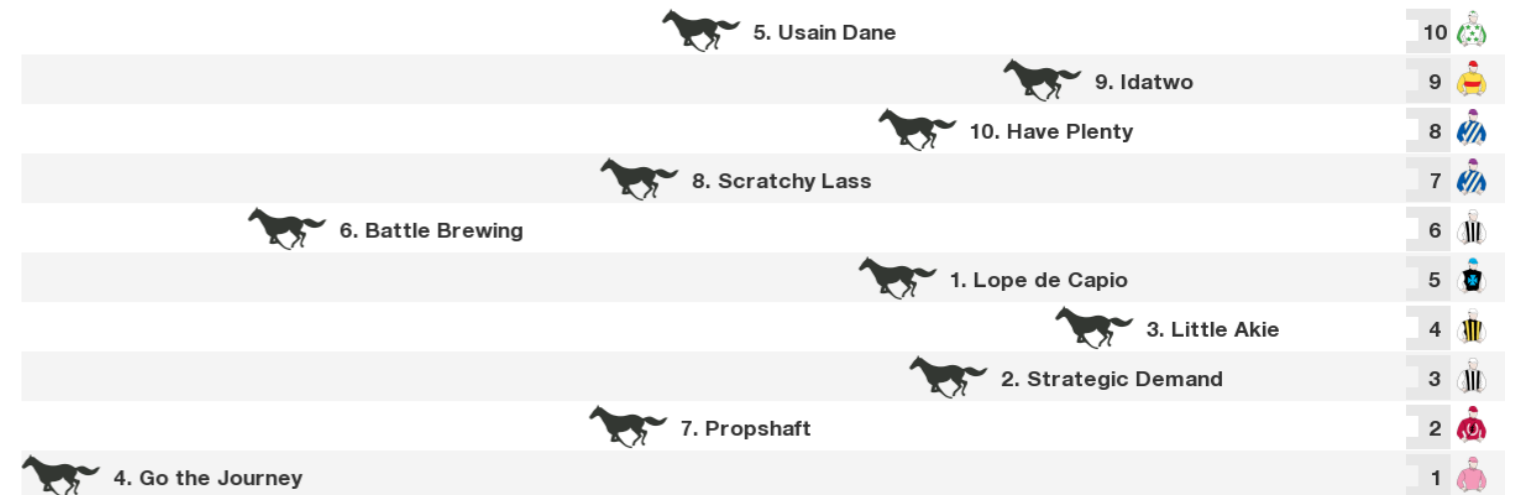 5. Usain Dane 10
9. Idatwo 9
10. Have Plenty 8
8. Scratchy Lass 7
6. Battle Brewing 6
1. Lope de Capio 5
3. Little Akie 4
2. Strategic Demand 3
7. Propshaft 2
4. Go the Journey 1